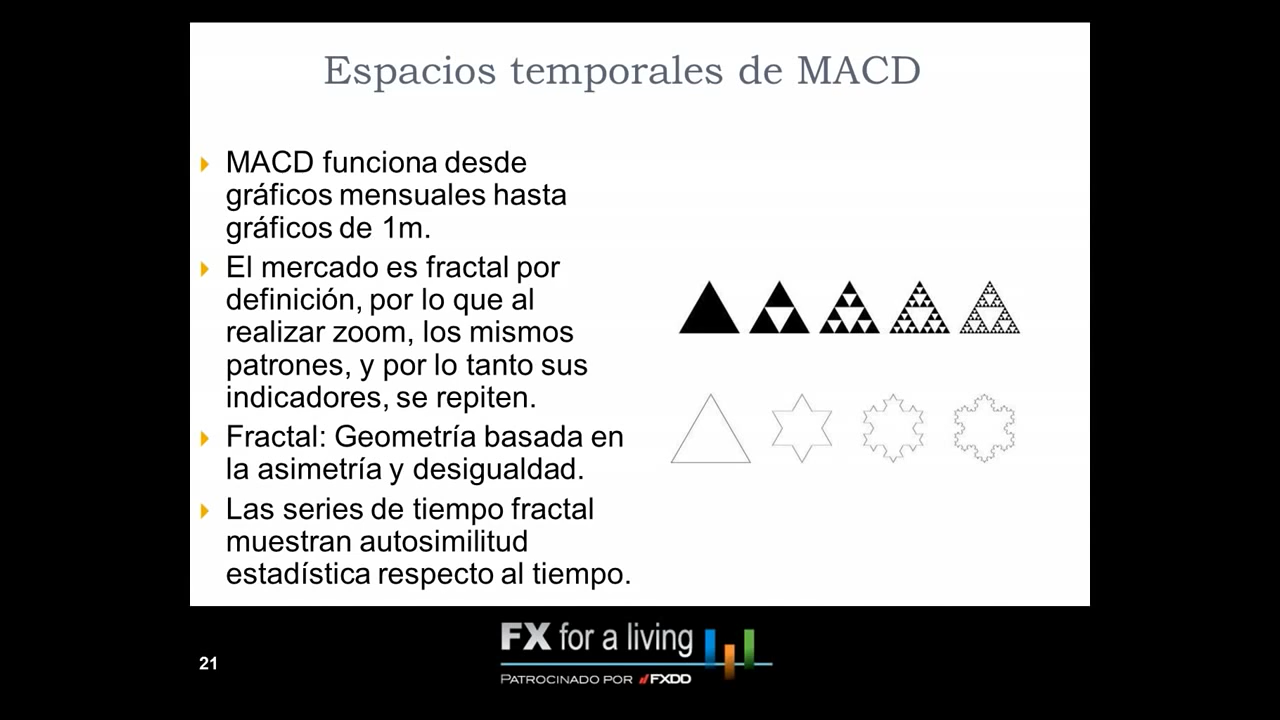 Espacios temporales de MACD
MACD funciona desde
gráficos mensuales hasta
gráficos de 1m.
El mercado es fractal por
definición, por lo que al
realizar zoom, los mismos
patrones, y por lo tanto sus
indicadores, se repiten.
Fractal: Geometría basada en
la asimetría y desigualdad.
Las series de tiempo fractal
muestran autosimilitud
estadística respecto al tiempo.
FX for a living
21
PATROCINADO POR FXDD